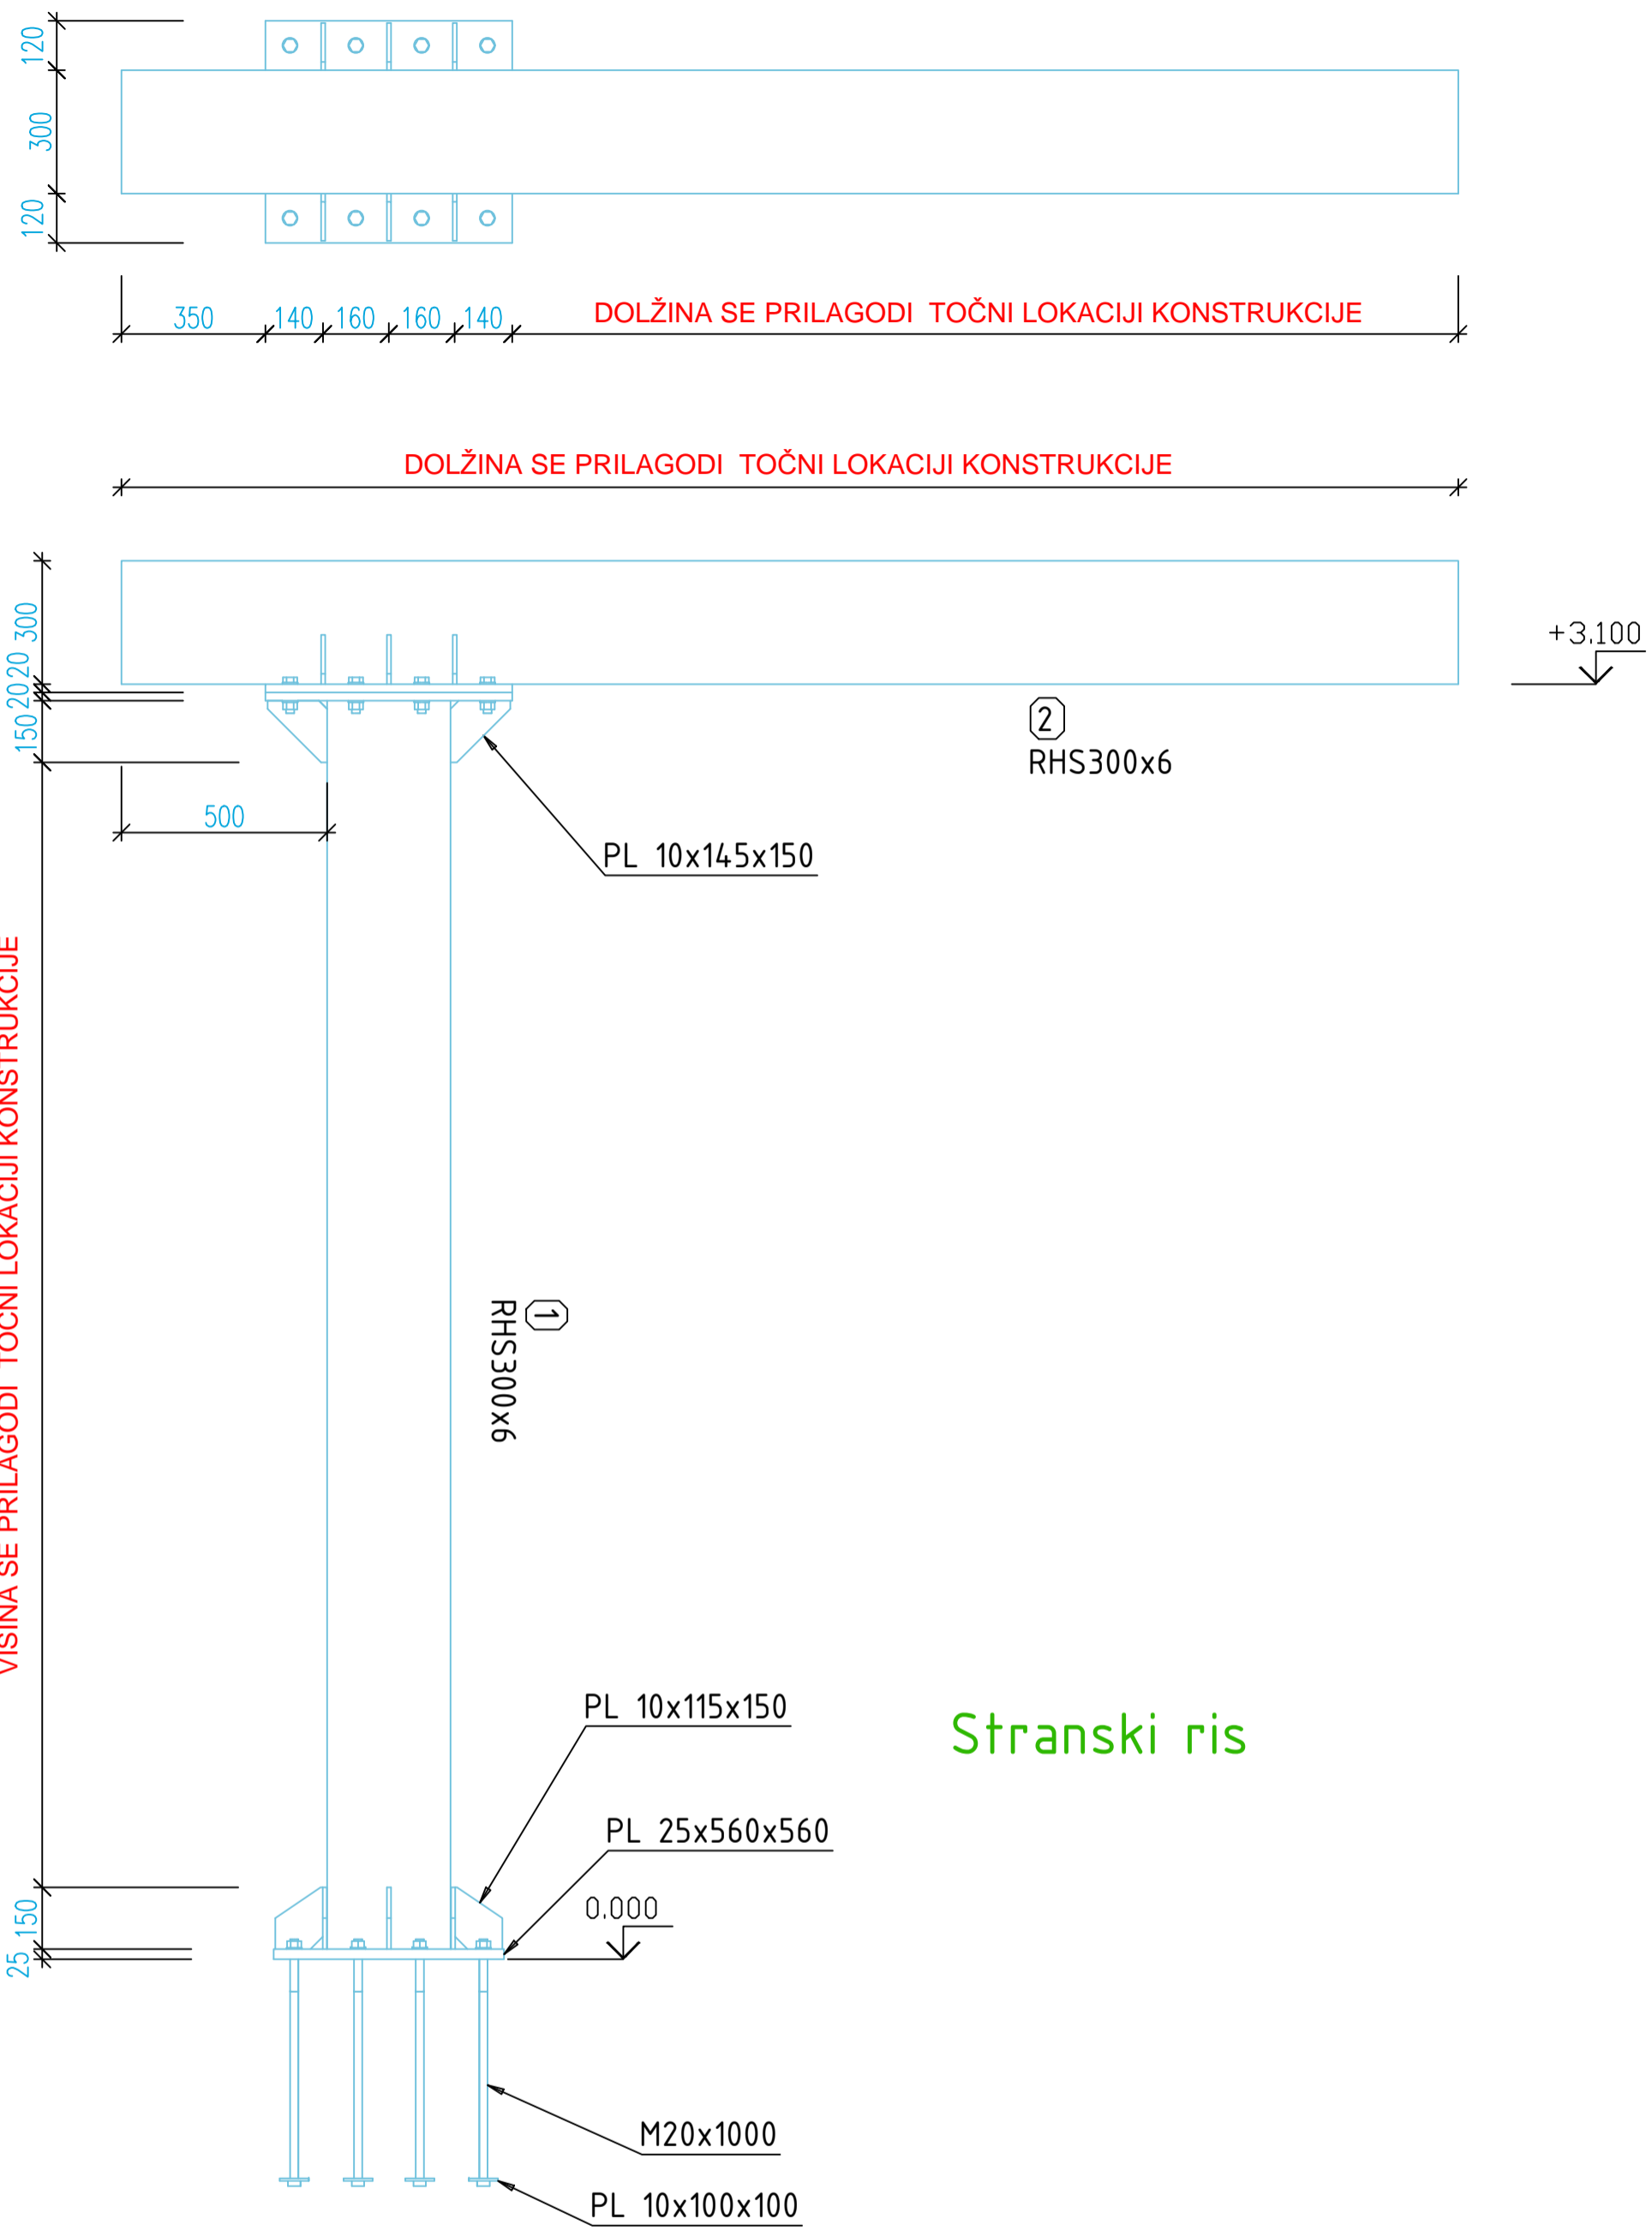 120
300
120
350
140
160
160
140
DOLŽINA SE PRILAGODI TOČNI LOKACIJI KONSTRUKCIJE
DOLŽINA SE PRILAGODI TOČNI LOKACIJI KONSTRUKCIJE
300
20
20
150
+3.100
2
RHS300x6
500
PL 10x145x150
VIŠINA SE PRILAGODI TOČNI LOKACIJI KONSTRUKCIJE
1
RHS300x6
PL 10x115x150
Stranski ris
PL 25x560x560
0.000
150
25
M20x1000
PL 10x100x100